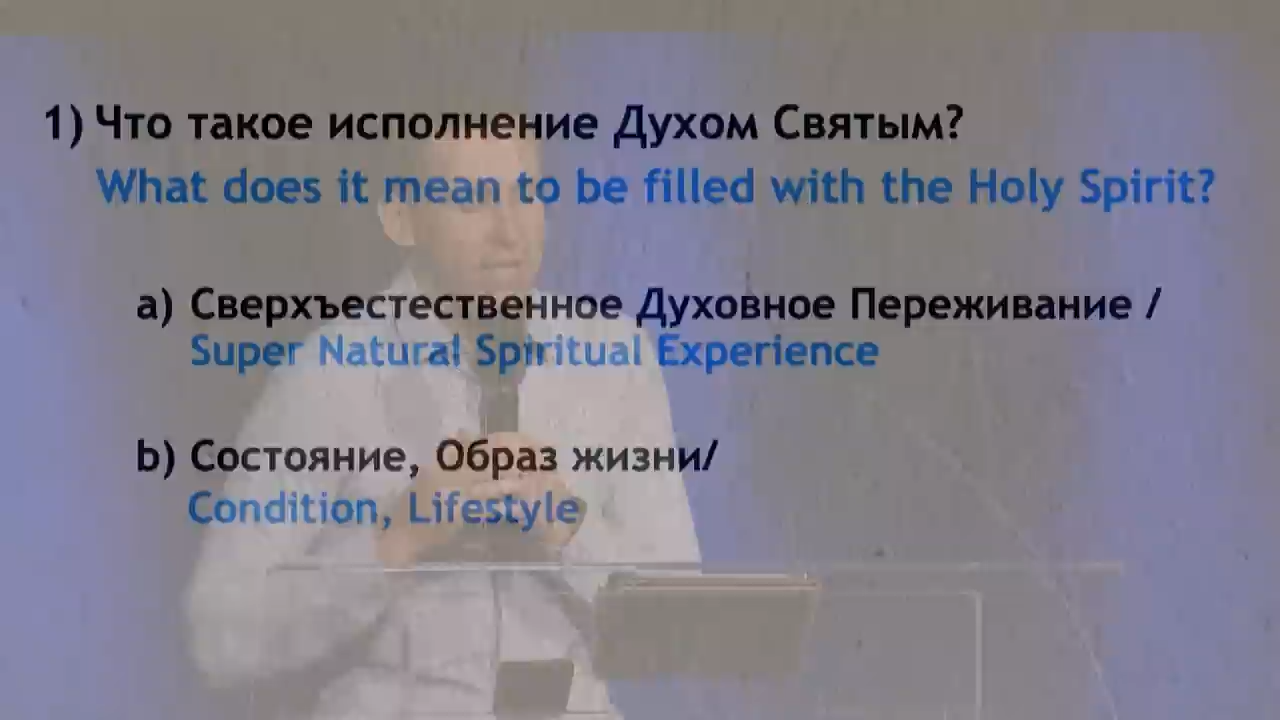 1) Что такое исполнение Духом Святым?
What does it mean to be filled with the Holy Spirit?
a) Сверхъестественное Духовное Переживание /
Super Natural Spiritual Experience
b) Состояние, Образ жизни/
Condition, Lifestyle